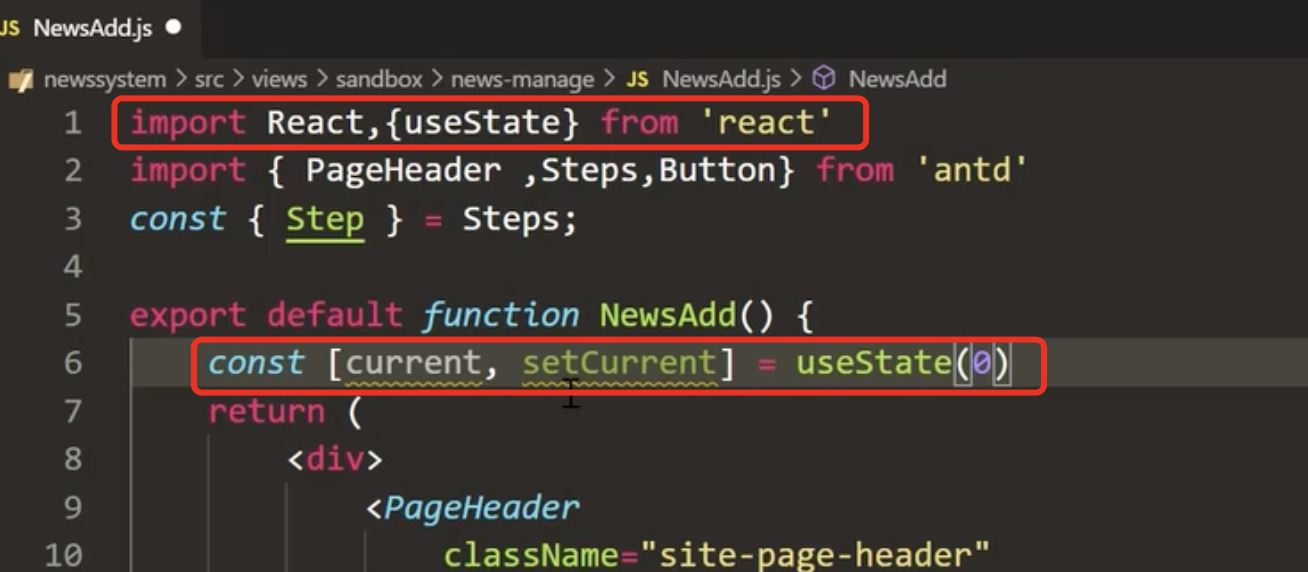 JS NewsAdd.js
newssystem > src > views > sandbox > news-manage > JS NewsAdd.js > NewsAdd
1 import React,{useState} from 'react'
2 import { PageHeader ,Steps,Button} from 'antd'
3 const { Step } = Steps;
4
5 export default function NewsAdd() {
6 const [current, setCurrent] = useState(0)
7 return (
8 <div>
9 <PageHeader
10 className="site-page-header"